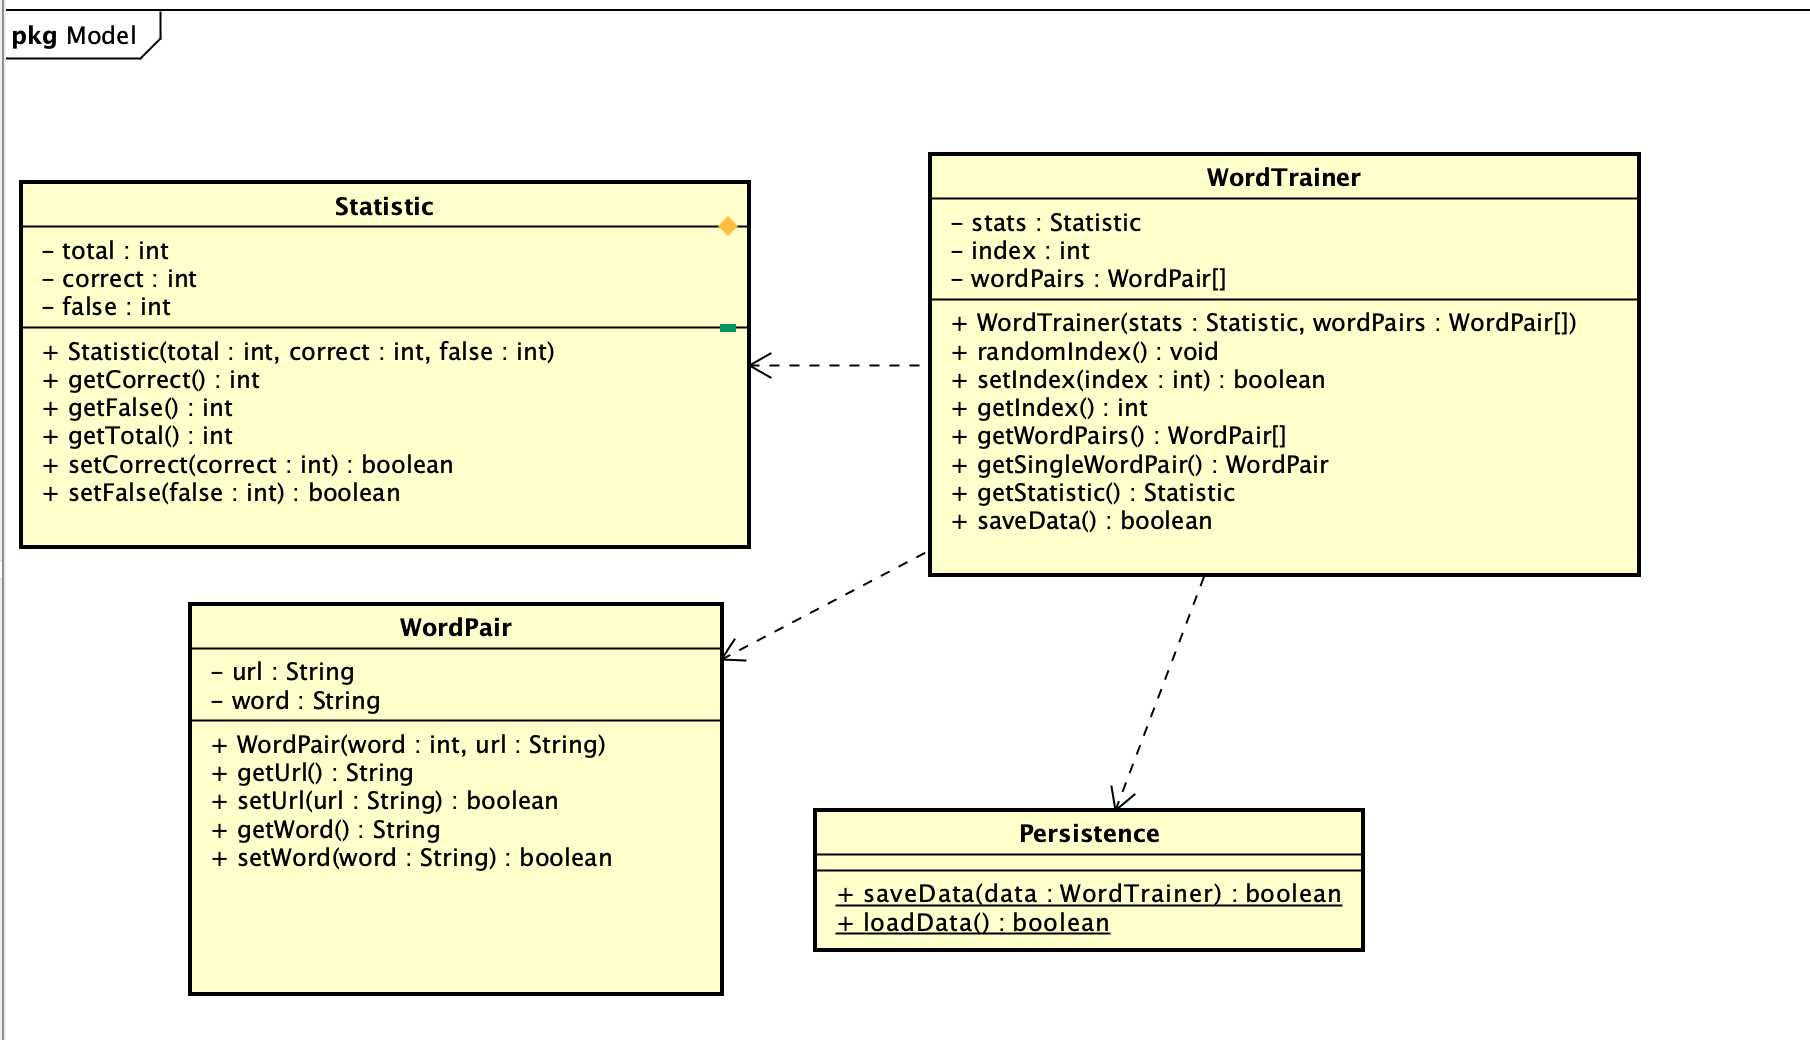 pkg Model
Statistic
– total : int
– correct : int
– false : int
+ Statistic(total : int, correct : int, false : int)
+ getCorrect() : int
+ getFalse() : int
+ getTotal() : int
+ setCorrect(correct : int) : boolean
+ setFalse(false : int) : boolean
WordTrainer
– stats : Statistic
– index : int
– wordPairs : WordPair[]
+ WordTrainer(stats : Statistic, wordPairs : WordPair[])
+ randomIndex() : void
+ setIndex(index : int) : boolean
+ getIndex() : int
+ getWordPairs() : WordPair[]
+ getSingleWordPair() : WordPair
+ getStatistic() : Statistic
+ saveData() : boolean
WordPair
– url : String
– word : String
+ WordPair(word : int, url : String)
+ getUrl() : String
+ setUrl(url : String) : boolean
+ getWord() : String
+ setWord(word : String) : boolean
Persistence
+ saveData(data : WordTrainer) : boolean
+ loadData() : boolean